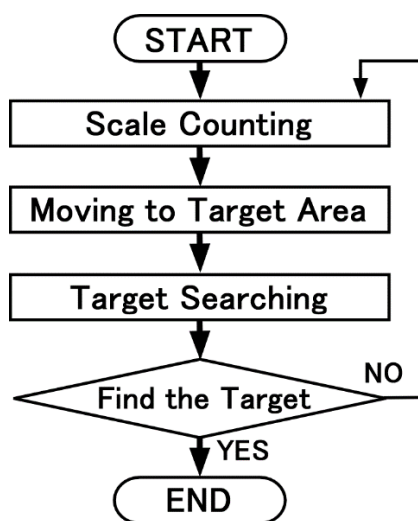 START
Scale Counting
Moving to Target Area
Target Searching
Find the Target
NO
YES
END